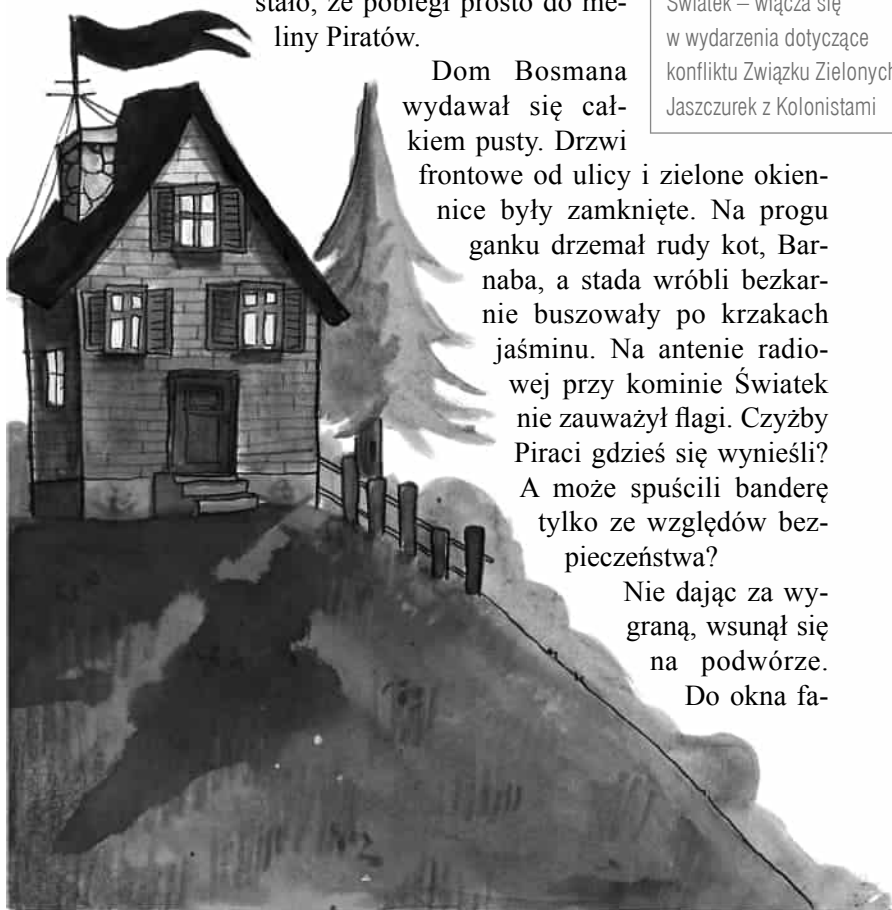 stało, że pobiegł prosto do me-
liny Piratów.
Dom Bosmana
wydawał się cał-
kiem pusty. Drzwi
frontowe od ulicy i zielone okien-
nice były zamknięte. Na progu
ganku drzemał rudy kot, Bar-
naba, a stada wróbli bezkar-
nie buszowały po krzakach
jaśminu. Na antenie radio-
wej przy kominie Światek
nie zauważył flagi. Czyżby
Piraci gdzieś się wynieśli?
A może spuścili banderę
tylko ze względów bez-
pieczeństwa?
Nie dając za wy-
graną, wsunął się
na podwórze.
Do okna fa-
Światek – włącza się
w wydarzenia dotyczące
konfliktu Związku Zielonych
Jaszczurek z Kolonistami